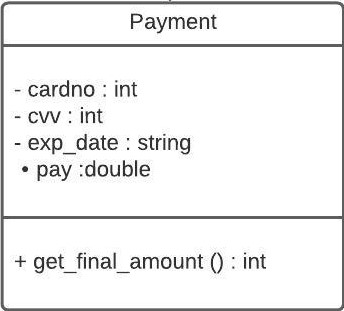 Payment
- cardno : int
- cvv : int
- exp_date : string
• pay :double
+ get_final_amount () : int